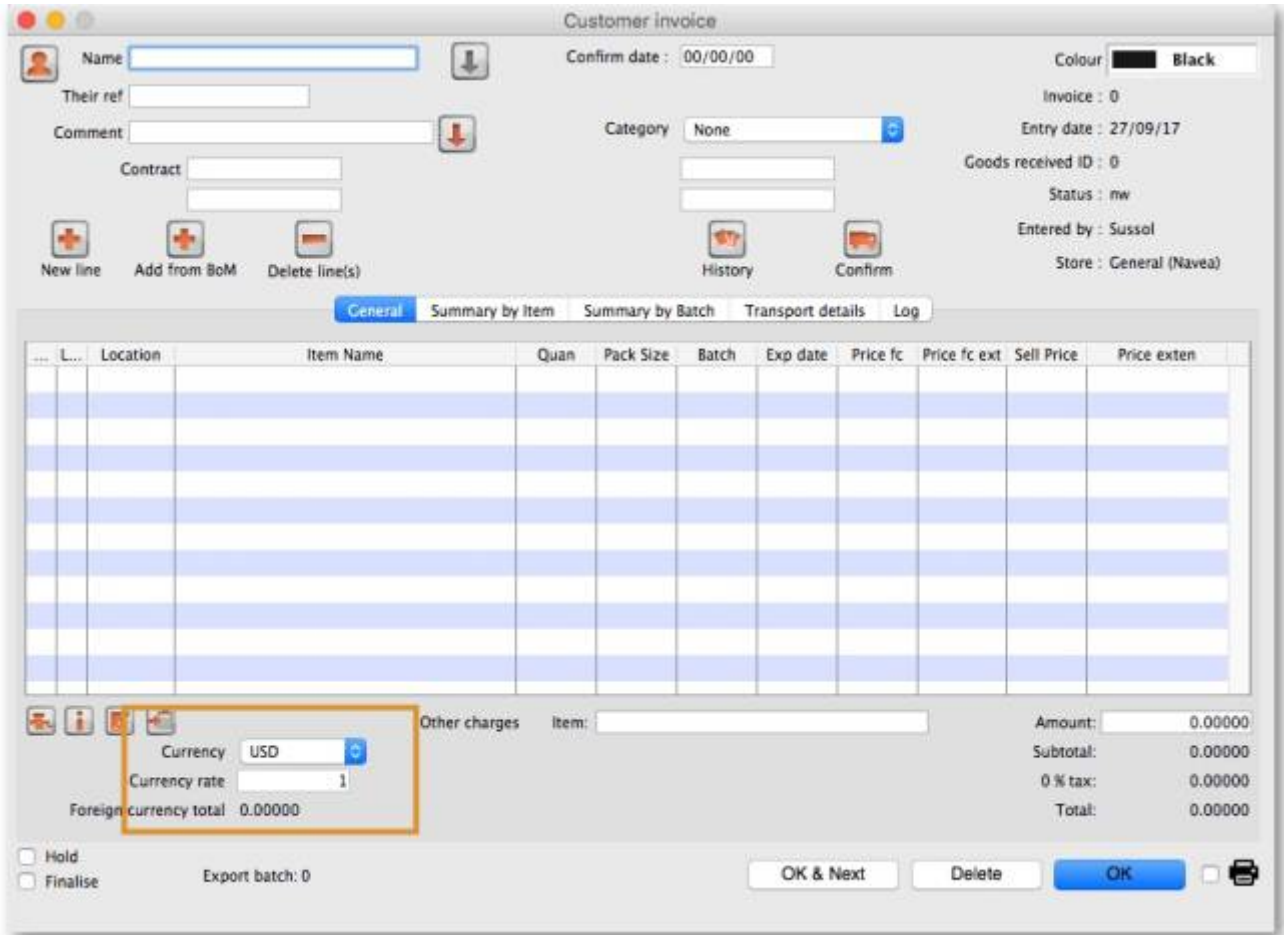 Customer invoice
Name
Confirm date : 00/00/00
Colour Black
Their ref
Invoice : 0
Comment
Category None
Entry date : 27/09/17
Contract
Goods received ID : 0
Status : nw
Entered by : Sussol
New line Add from BoM Delete line(s) History Confirm
Store : General (Navea)
General Summary by Item Summary by Batch Transport details Log
... L... Location Item Name Quan Pack Size Batch Exp date Price fc Price fc ext Sell Price Price exten
Other charges Item: Amount: 0.00000
Currency USD Subtotal: 0.00000
Currency rate 1 0 % tax: 0.00000
Foreign currency total 0.00000 Total: 0.00000
Hold
Finalise Export batch: 0 OK & Next Delete OK